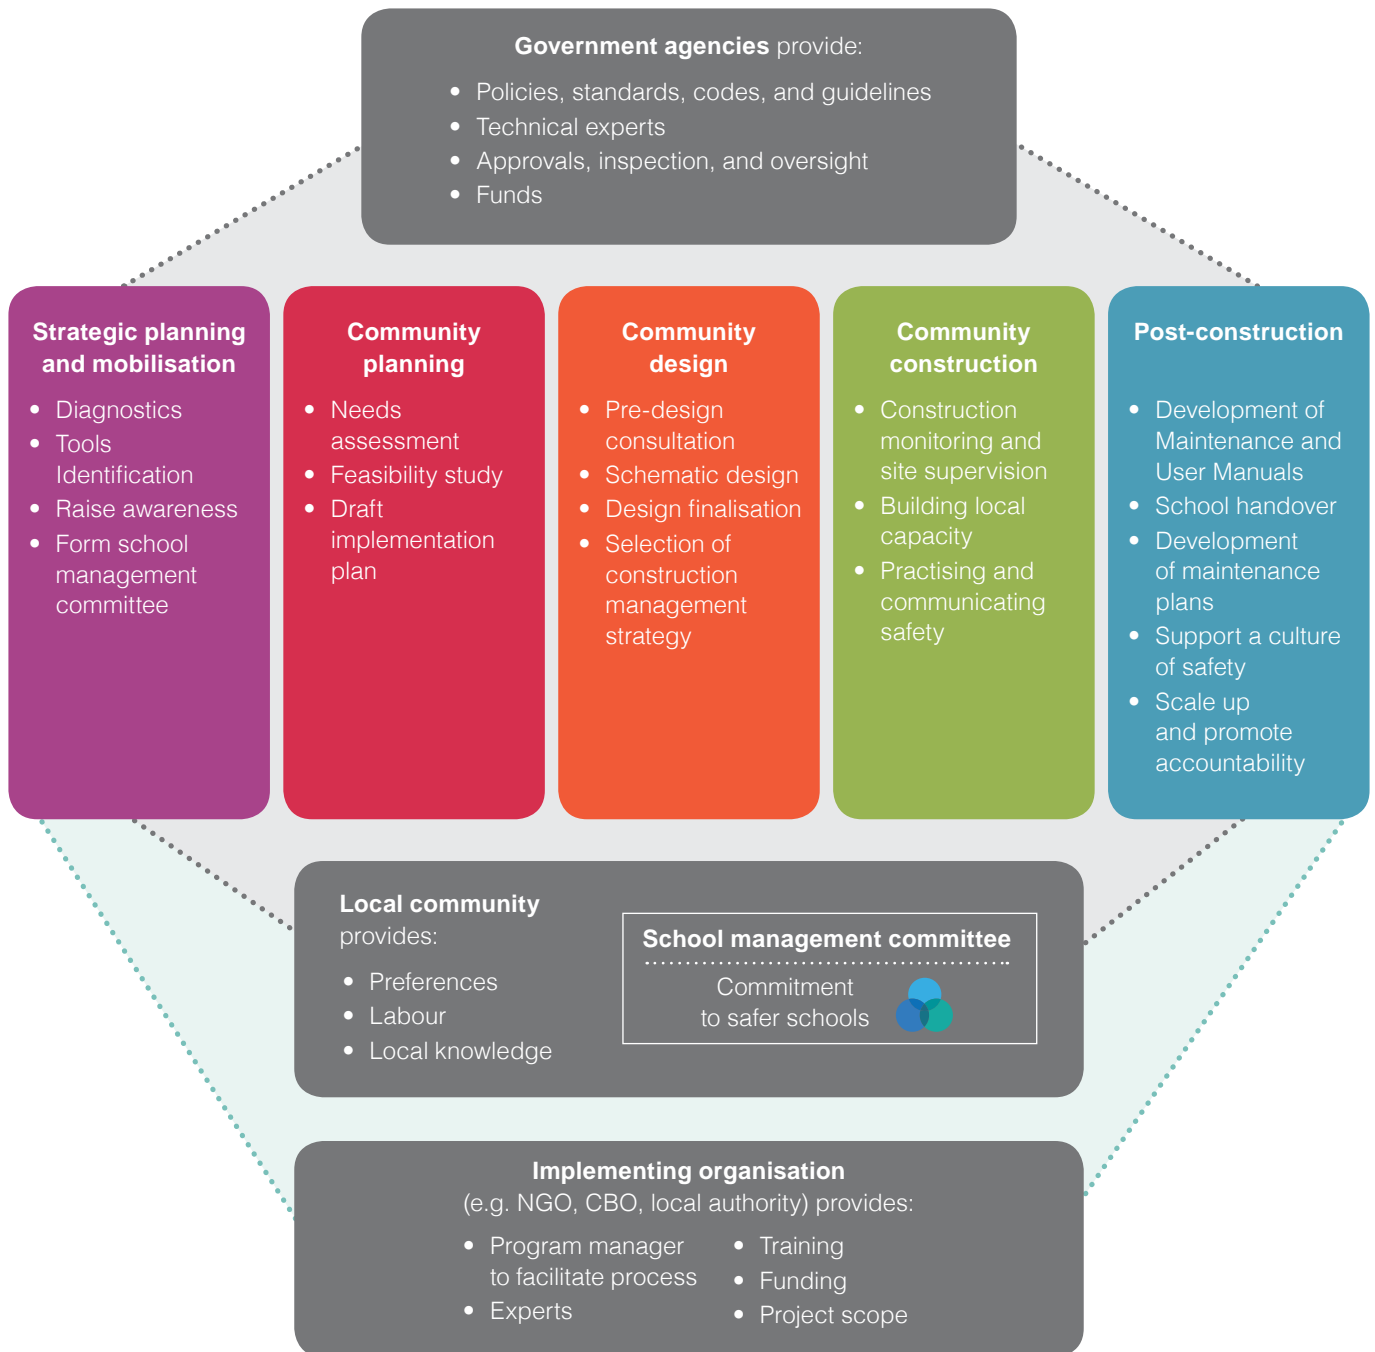 Government agencies provide:
• Policies, standards, codes, and guidelines
• Technical experts
• Approvals, inspection, and oversight
• Funds
Strategic planning
and mobilisation
• Diagnostics
• Tools
Identification
• Raise awareness
• Form school
management
committee
Community
planning
• Needs
assessment
• Feasibility study
• Draft
implementation
plan
Community
design
• Pre-design
consultation
• Schematic design
• Design finalisation
• Selection of
construction
management
strategy
Community
construction
• Construction
monitoring and
site supervision
• Building local
capacity
• Practising and
communicating
safety
Post-construction
• Development of
Maintenance and
User Manuals
• School handover
• Development
of maintenance
plans
• Support a culture
of safety
• Scale up
and promote
accountability
Local community
provides:
• Preferences
• Labour
• Local knowledge
School management committee
Commitment
to safer schools
Implementing organisation
(e.g. NGO, CBO, local authority) provides:
• Program manager
to facilitate process
• Experts
• Training
• Funding
• Project scope